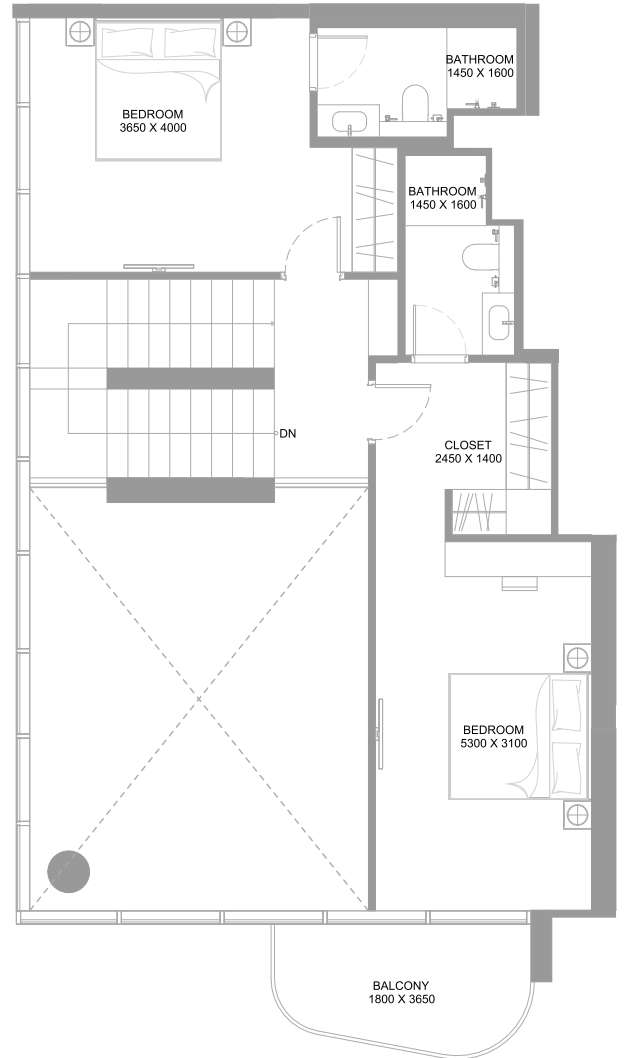 BATHROOM
1450 X 1600
BEDROOM
3650 X 4000
BATHROOM
1450 X 1600
DN
CLOSET
2450 X 1400
BEDROOM
5300 X 3100
BALCONY
1800 X 3650